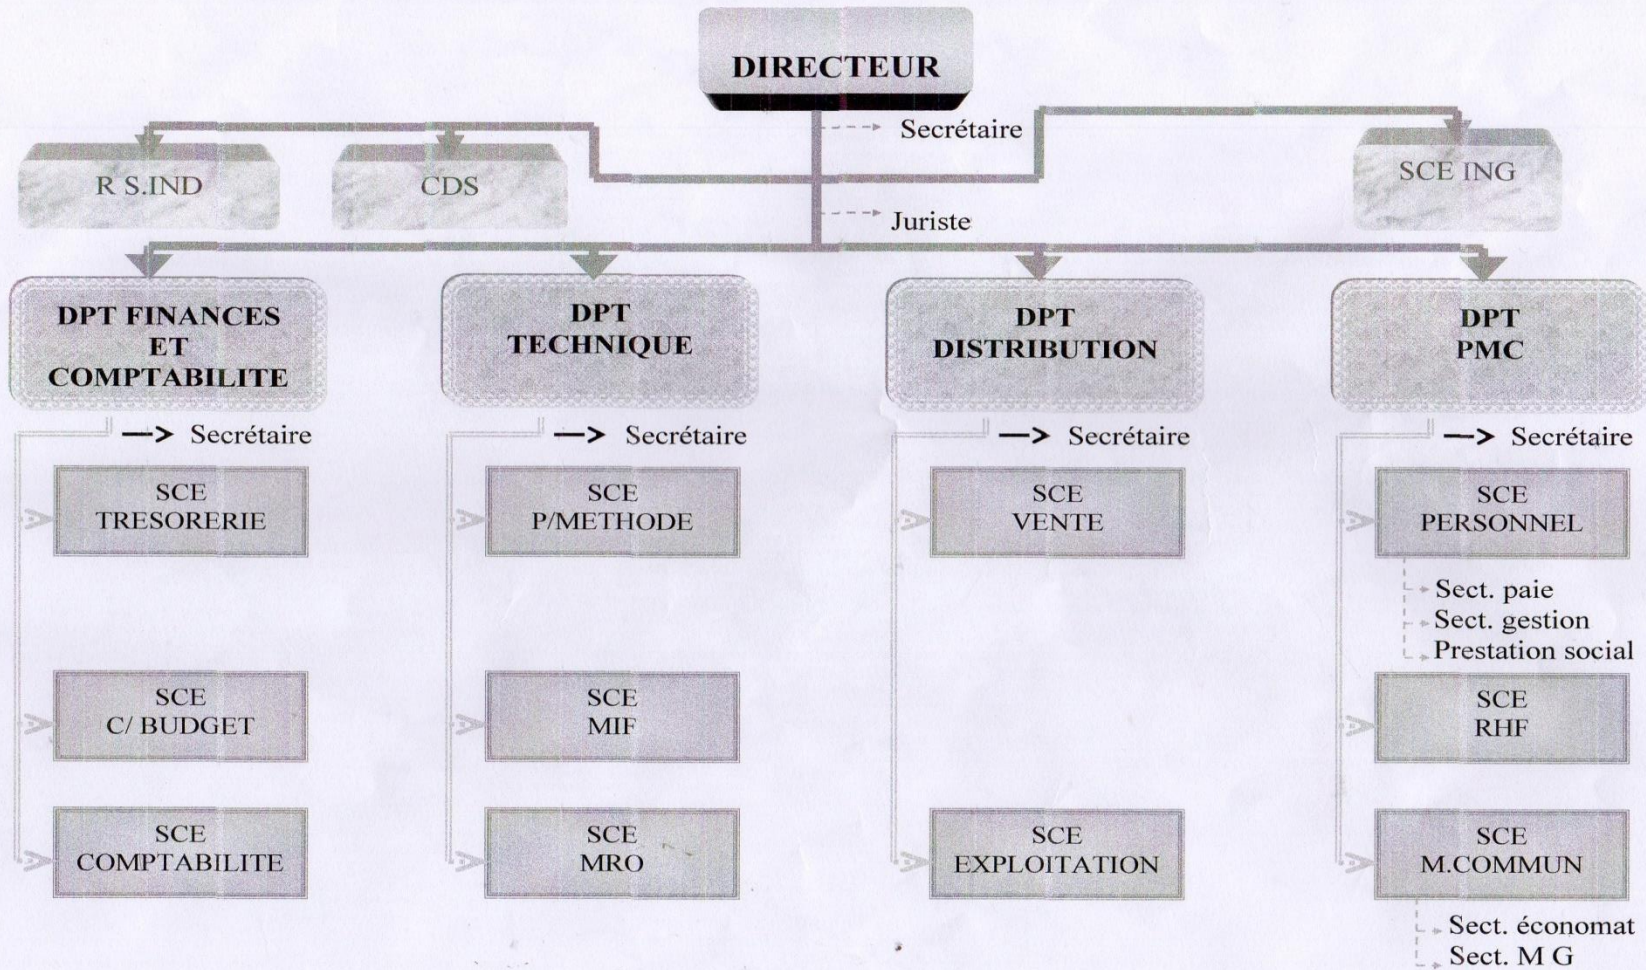 DIRECTEUR
Secrétaire
R S.IND
CDS
SCE ING
Juriste
DPT FINANCES
ET
COMPTABILITE
DPT
TECHNIQUE
DPT
DISTRIBUTION
DPT
PMC
Secrétaire
Secrétaire
Secrétaire
Secrétaire
SCE
TRESORERIE
SCE
P/METHODE
SCE
VENTE
SCE
PERSONNEL
Sect. paie
Sect. gestion
Prestation social
SCE
C/ BUDGET
SCE
MIF
SCE
RHF
SCE
COMPTABILITE
SCE
MRO
SCE
EXPLOITATION
SCE
M.COMMUN
Sect. économat
Sect. M G